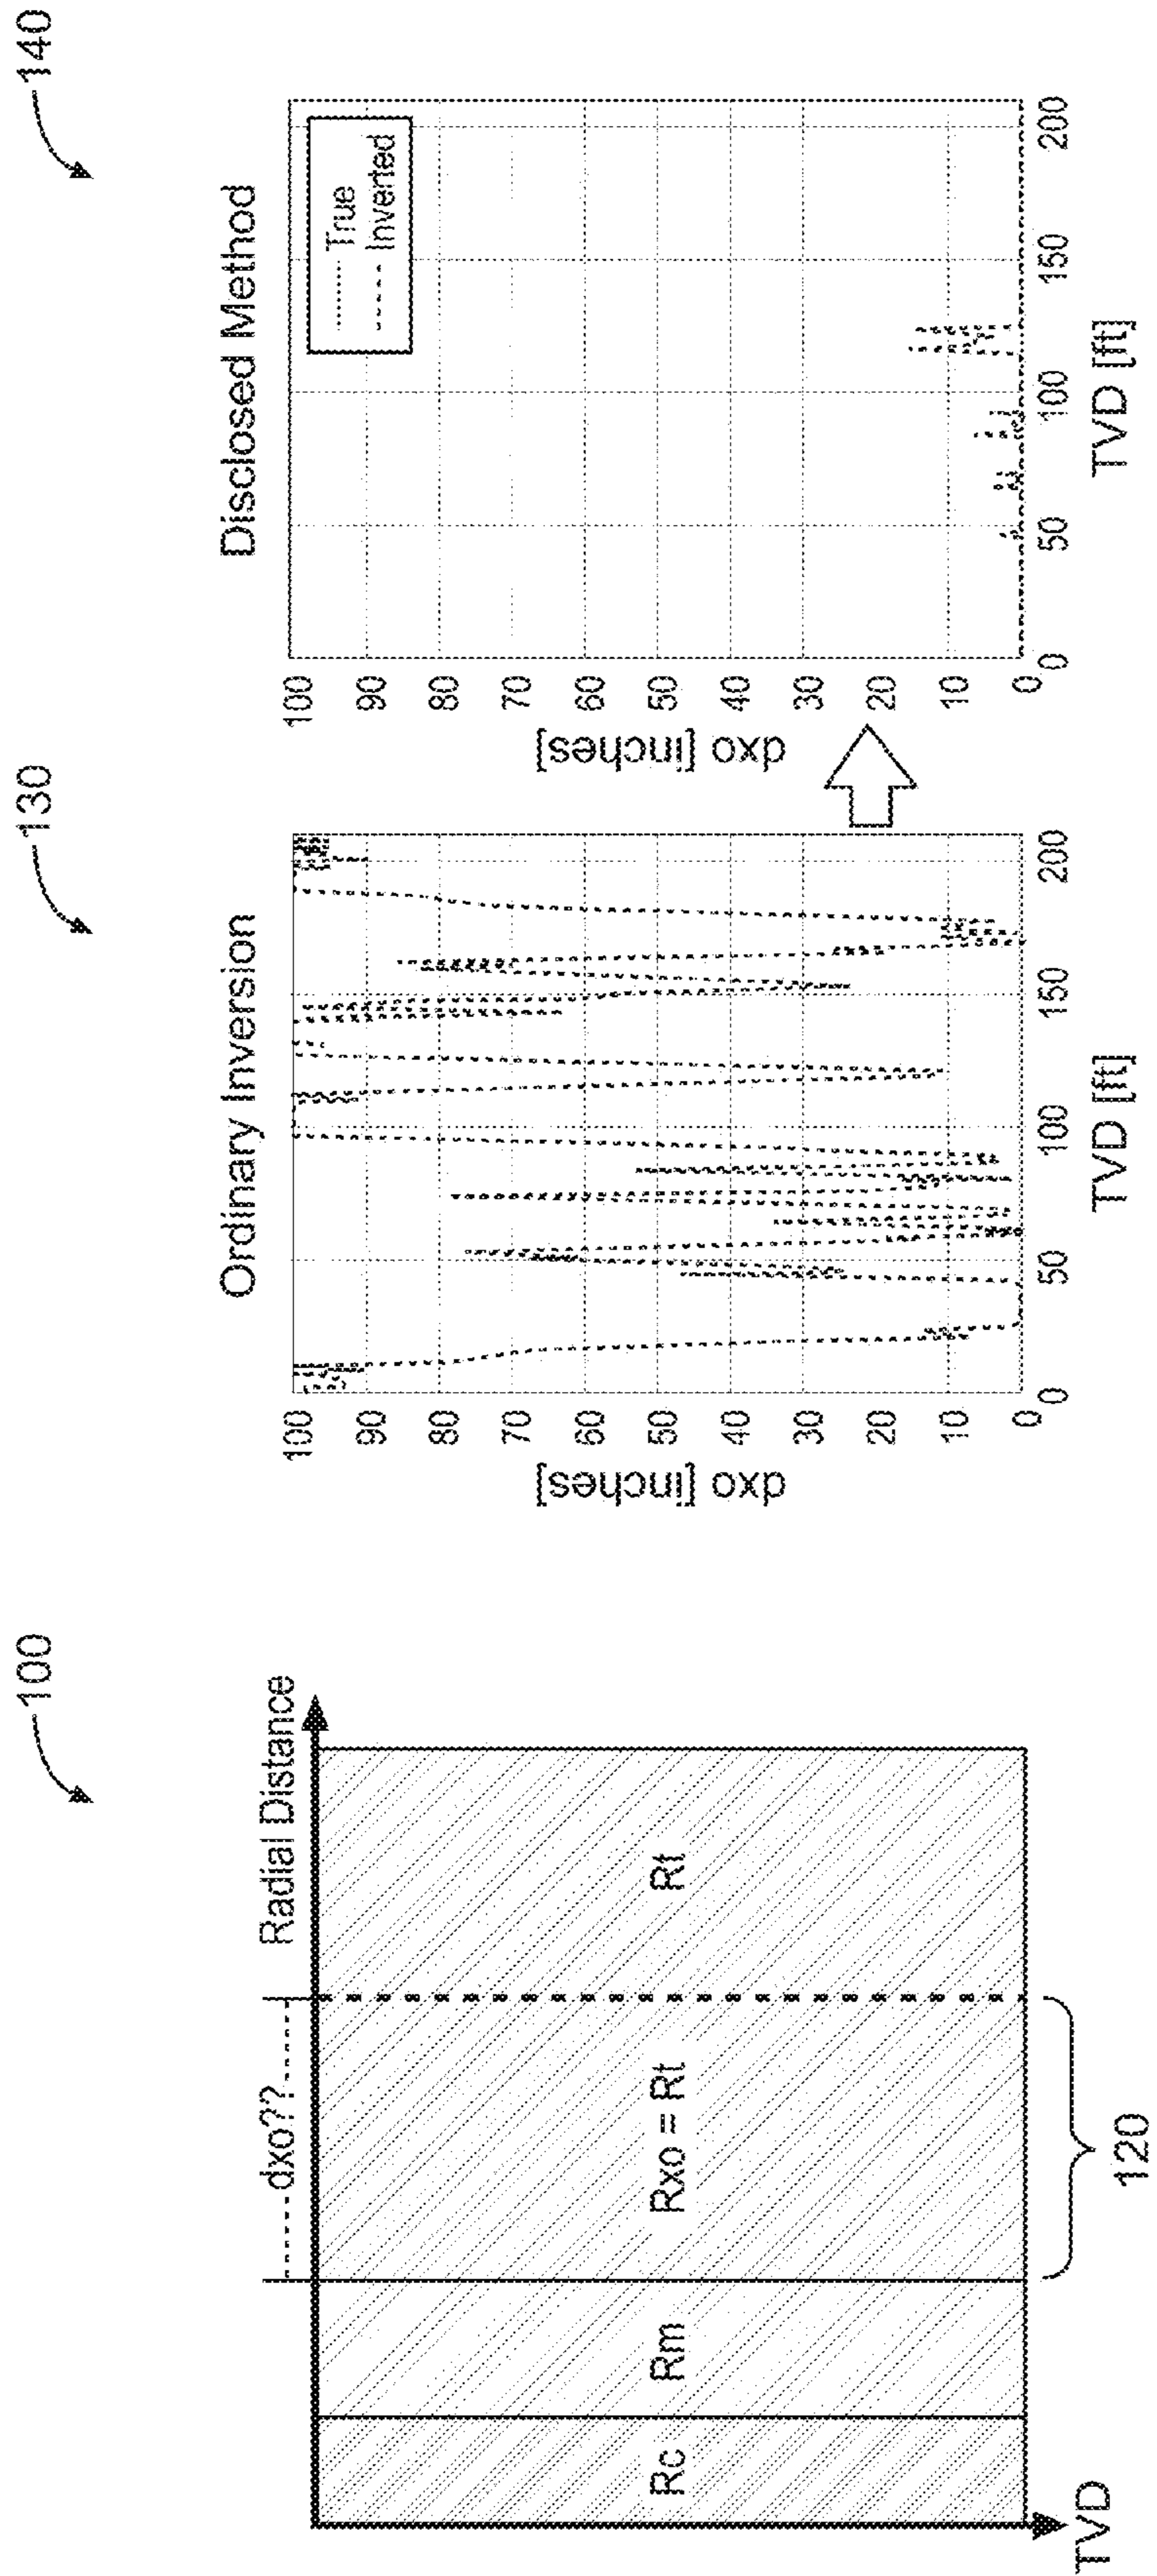 100
Radial Distance
dxo??
Rc
Rm
Rxo = Rt
Rt
TVD
120
130
Ordinary Inversion
dxo [inches]
100
90
80
70
60
50
40
30
20
10
0
0
50
100
150
200
TVD [ft]
140
Disclosed Method
True
Inverted
dxo [inches]
100
90
80
70
60
50
40
30
20
10
0
0
50
100
150
200
TVD [ft]